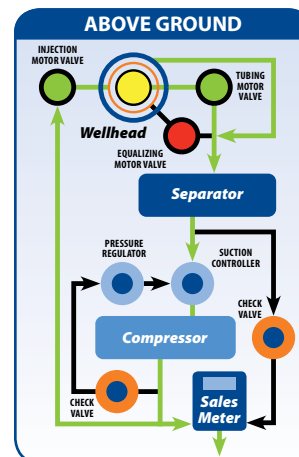 ABOVE GROUND
INJECTION
MOTOR VALVE
TUBING
MOTOR
VALVE
Wellhead
EQUALIZING
MOTOR VALVE
Separator
PRESSURE
REGULATOR
SUCTION
CONTROLLER
CHECK
VALVE
Compressor
CHECK
VALVE
Sales
Meter